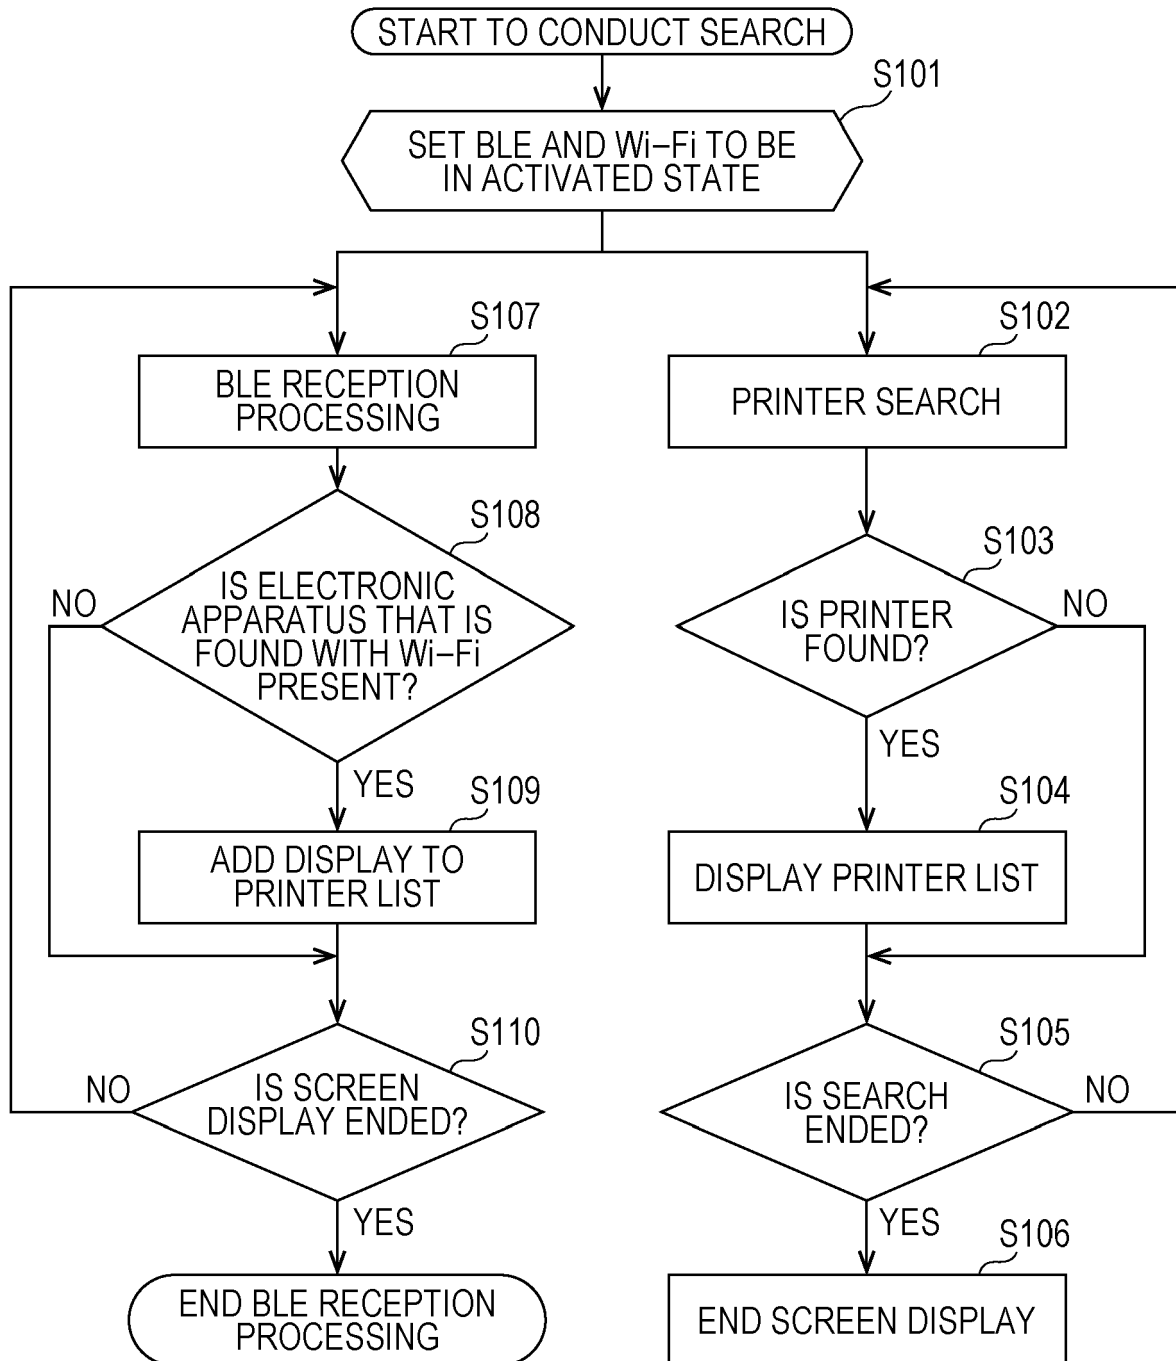 START TO CONDUCT SEARCH
S101
SET BLE AND Wi-Fi TO BE
IN ACTIVATED STATE
S107
BLE RECEPTION
PROCESSING
S108
IS ELECTRONIC
APPARATUS THAT IS
FOUND WITH Wi-Fi
PRESENT?
NO
YES
S109
ADD DISPLAY TO
PRINTER LIST
S110
IS SCREEN
DISPLAY ENDED?
NO
YES
END BLE RECEPTION
PROCESSING
S102
PRINTER SEARCH
S103
IS PRINTER
FOUND?
NO
YES
S104
DISPLAY PRINTER LIST
S105
IS SEARCH
ENDED?
NO
YES
S106
END SCREEN DISPLAY